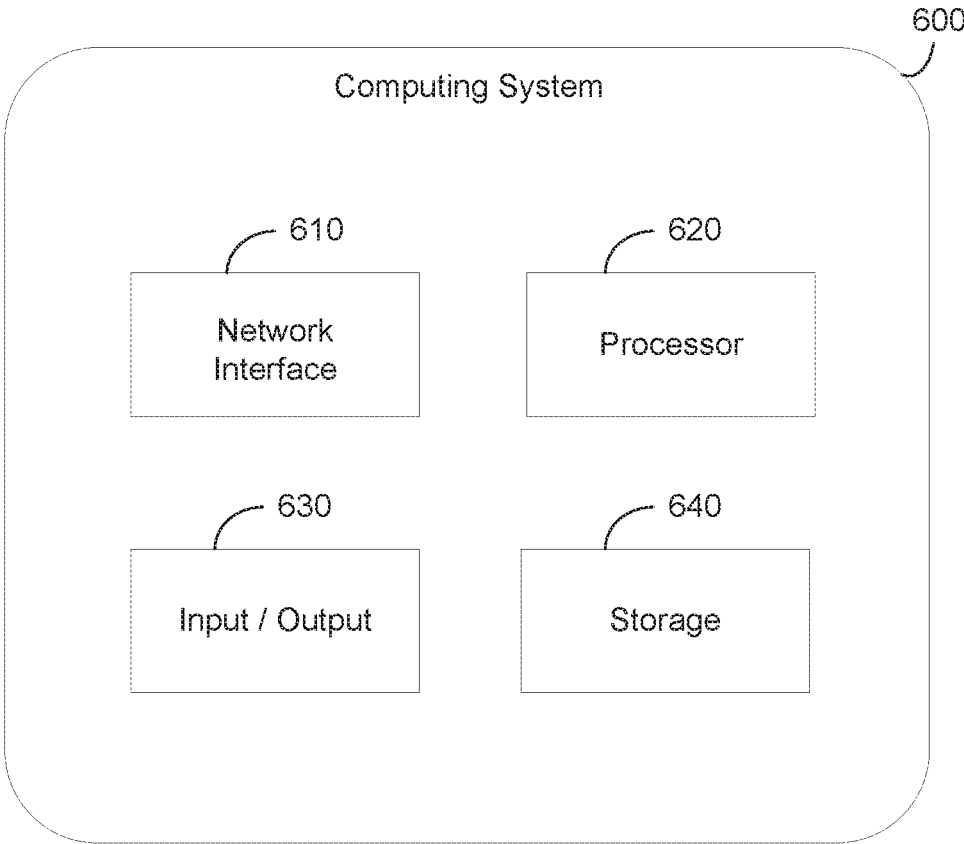 600
Computing System
610
620
Network
Interface
Processor
630
640
Input / Output
Storage